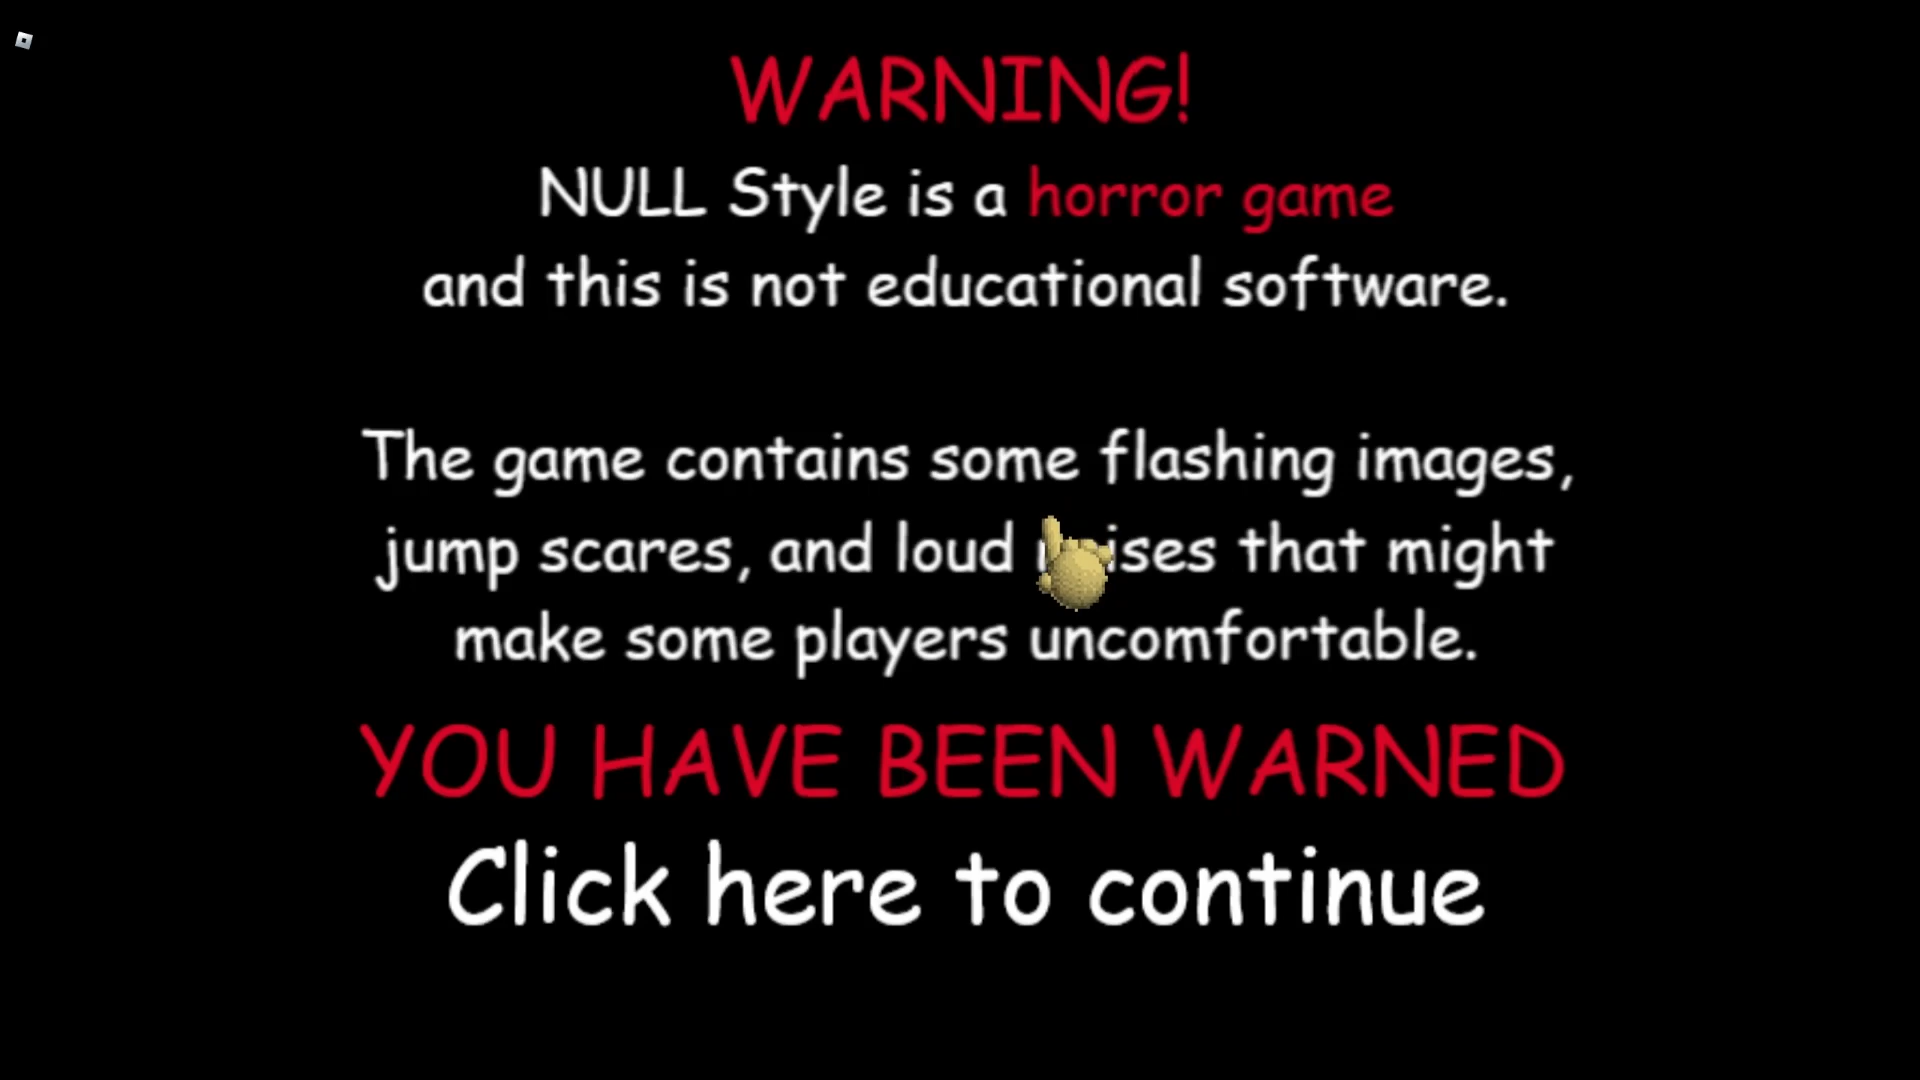 WARNING!
NULL Style is a horror game
and this is not educational software.
The game contains some flashing images,
jump scares, and loud noises that might
make some players uncomfortable.
YOU HAVE BEEN WARNED
Click here to continue